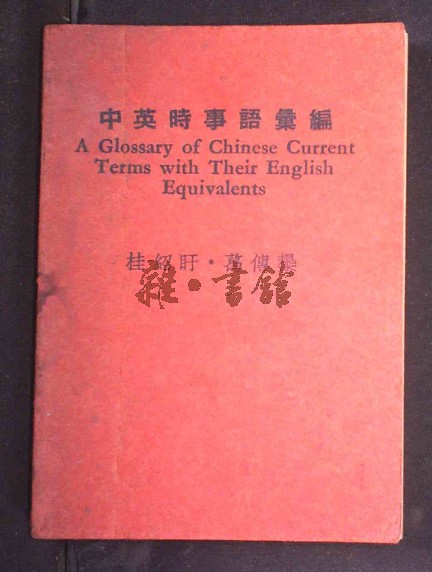 中英時事語彙編
A Glossary of Chinese Current
Terms with Their English
Equivalents
桂紹盱·葛傳槼
雜·書館